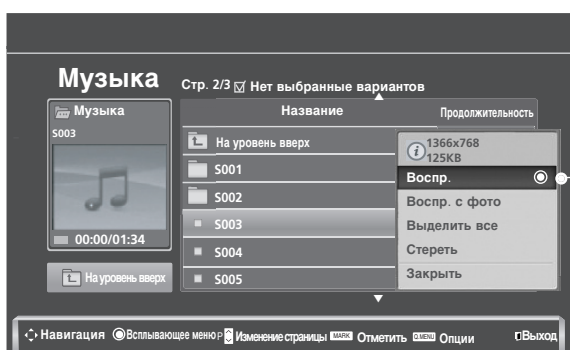 Музыка
Стр. 2/3 Нет выбранные вариантов
Музыка
S003
00:00/01:34
На уровень вверх
Название
Продолжительность
На уровень вверх
S001
S002
S003
S004
S005
1366x768
125KB
Воспр.
Воспр. с фото
Выделить все
Стереть
Закрыть
Навигация Всплывающее меню P Изменение страницы MARK Отметить Q.MENU Опции Выход